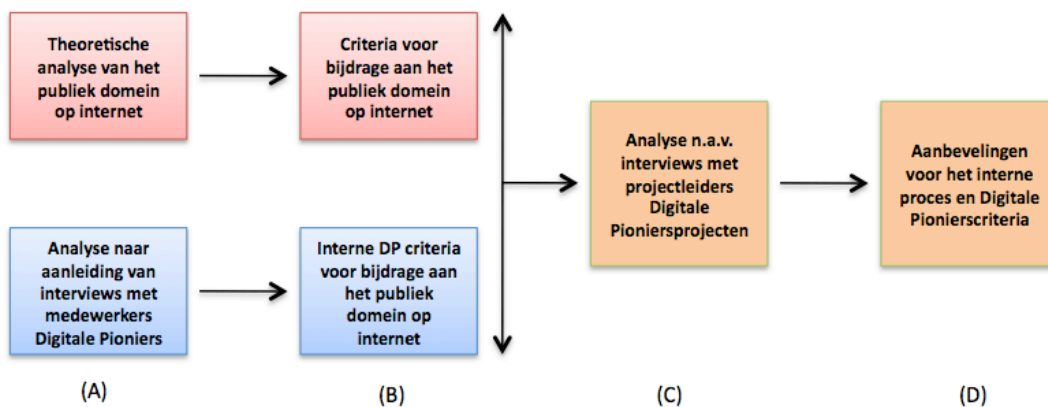 Theoretische
analyse van het
publiek domein
op internet
Criteria voor
bijdrage aan het
publiek domein
op internet
Analyse n.a.v.
interviews met
projectleiders
Digitale
Pioniersprojecten
Aanbevelingen
voor het interne
proces en Digitale
Pionierscriteria
Analyse naar
aanleiding van
interviews met
medewerkers
Digitale Pioniers
Interne DP criteria
voor bijdrage aan
het publiek
domein op
internet
(A)
(B)
(C)
(D)